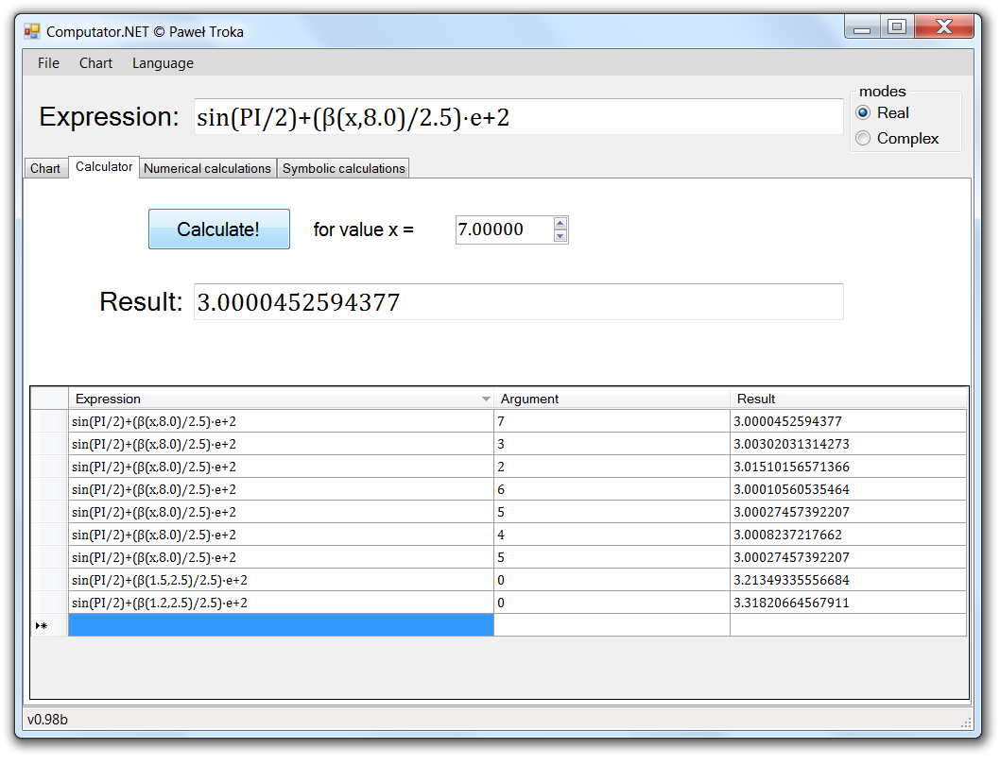 Computator.NET © Paweł Troka
File Chart Language
modes
Expression: sin(PI/2)+(β(x,8.0)/2.5)·e+2
Real
Complex
Chart Calculator Numerical calculations Symbolic calculations
Calculate! for value x = 7.00000
Result: 3.0000452594377
Expression Argument Result
sin(PI/2)+(β(x,8.0)/2.5)·e+2 7 3.0000452594377
sin(PI/2)+(β(x,8.0)/2.5)·e+2 3 3.00302031314273
sin(PI/2)+(β(x,8.0)/2.5)·e+2 2 3.01510156571366
sin(PI/2)+(β(x,8.0)/2.5)·e+2 6 3.00010560535464
sin(PI/2)+(β(x,8.0)/2.5)·e+2 5 3.00027457392207
sin(PI/2)+(β(x,8.0)/2.5)·e+2 4 3.0008237217662
sin(PI/2)+(β(x,8.0)/2.5)·e+2 5 3.00027457392207
sin(PI/2)+(β(1.5,2.5)/2.5)·e+2 0 3.21349335556684
sin(PI/2)+(β(1.2,2.5)/2.5)·e+2 0 3.31820664567911
v0.98b